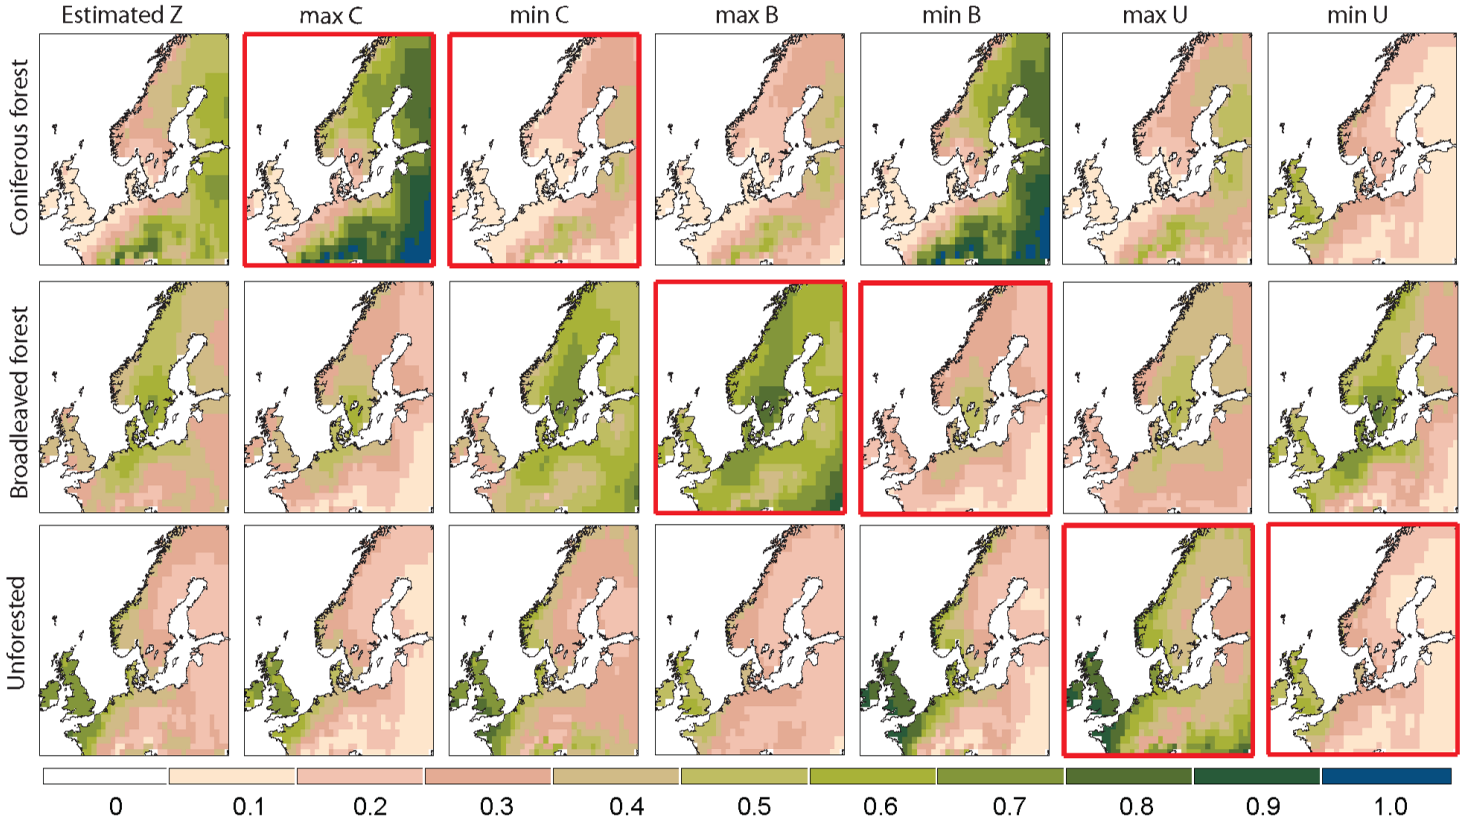 Estimated Z max C min C max B min B max U min U
Coniferous forest
Broadleaved forest
Unforested
0 0.1 0.2 0.3 0.4 0.5 0.6 0.7 0.8 0.9 1.0